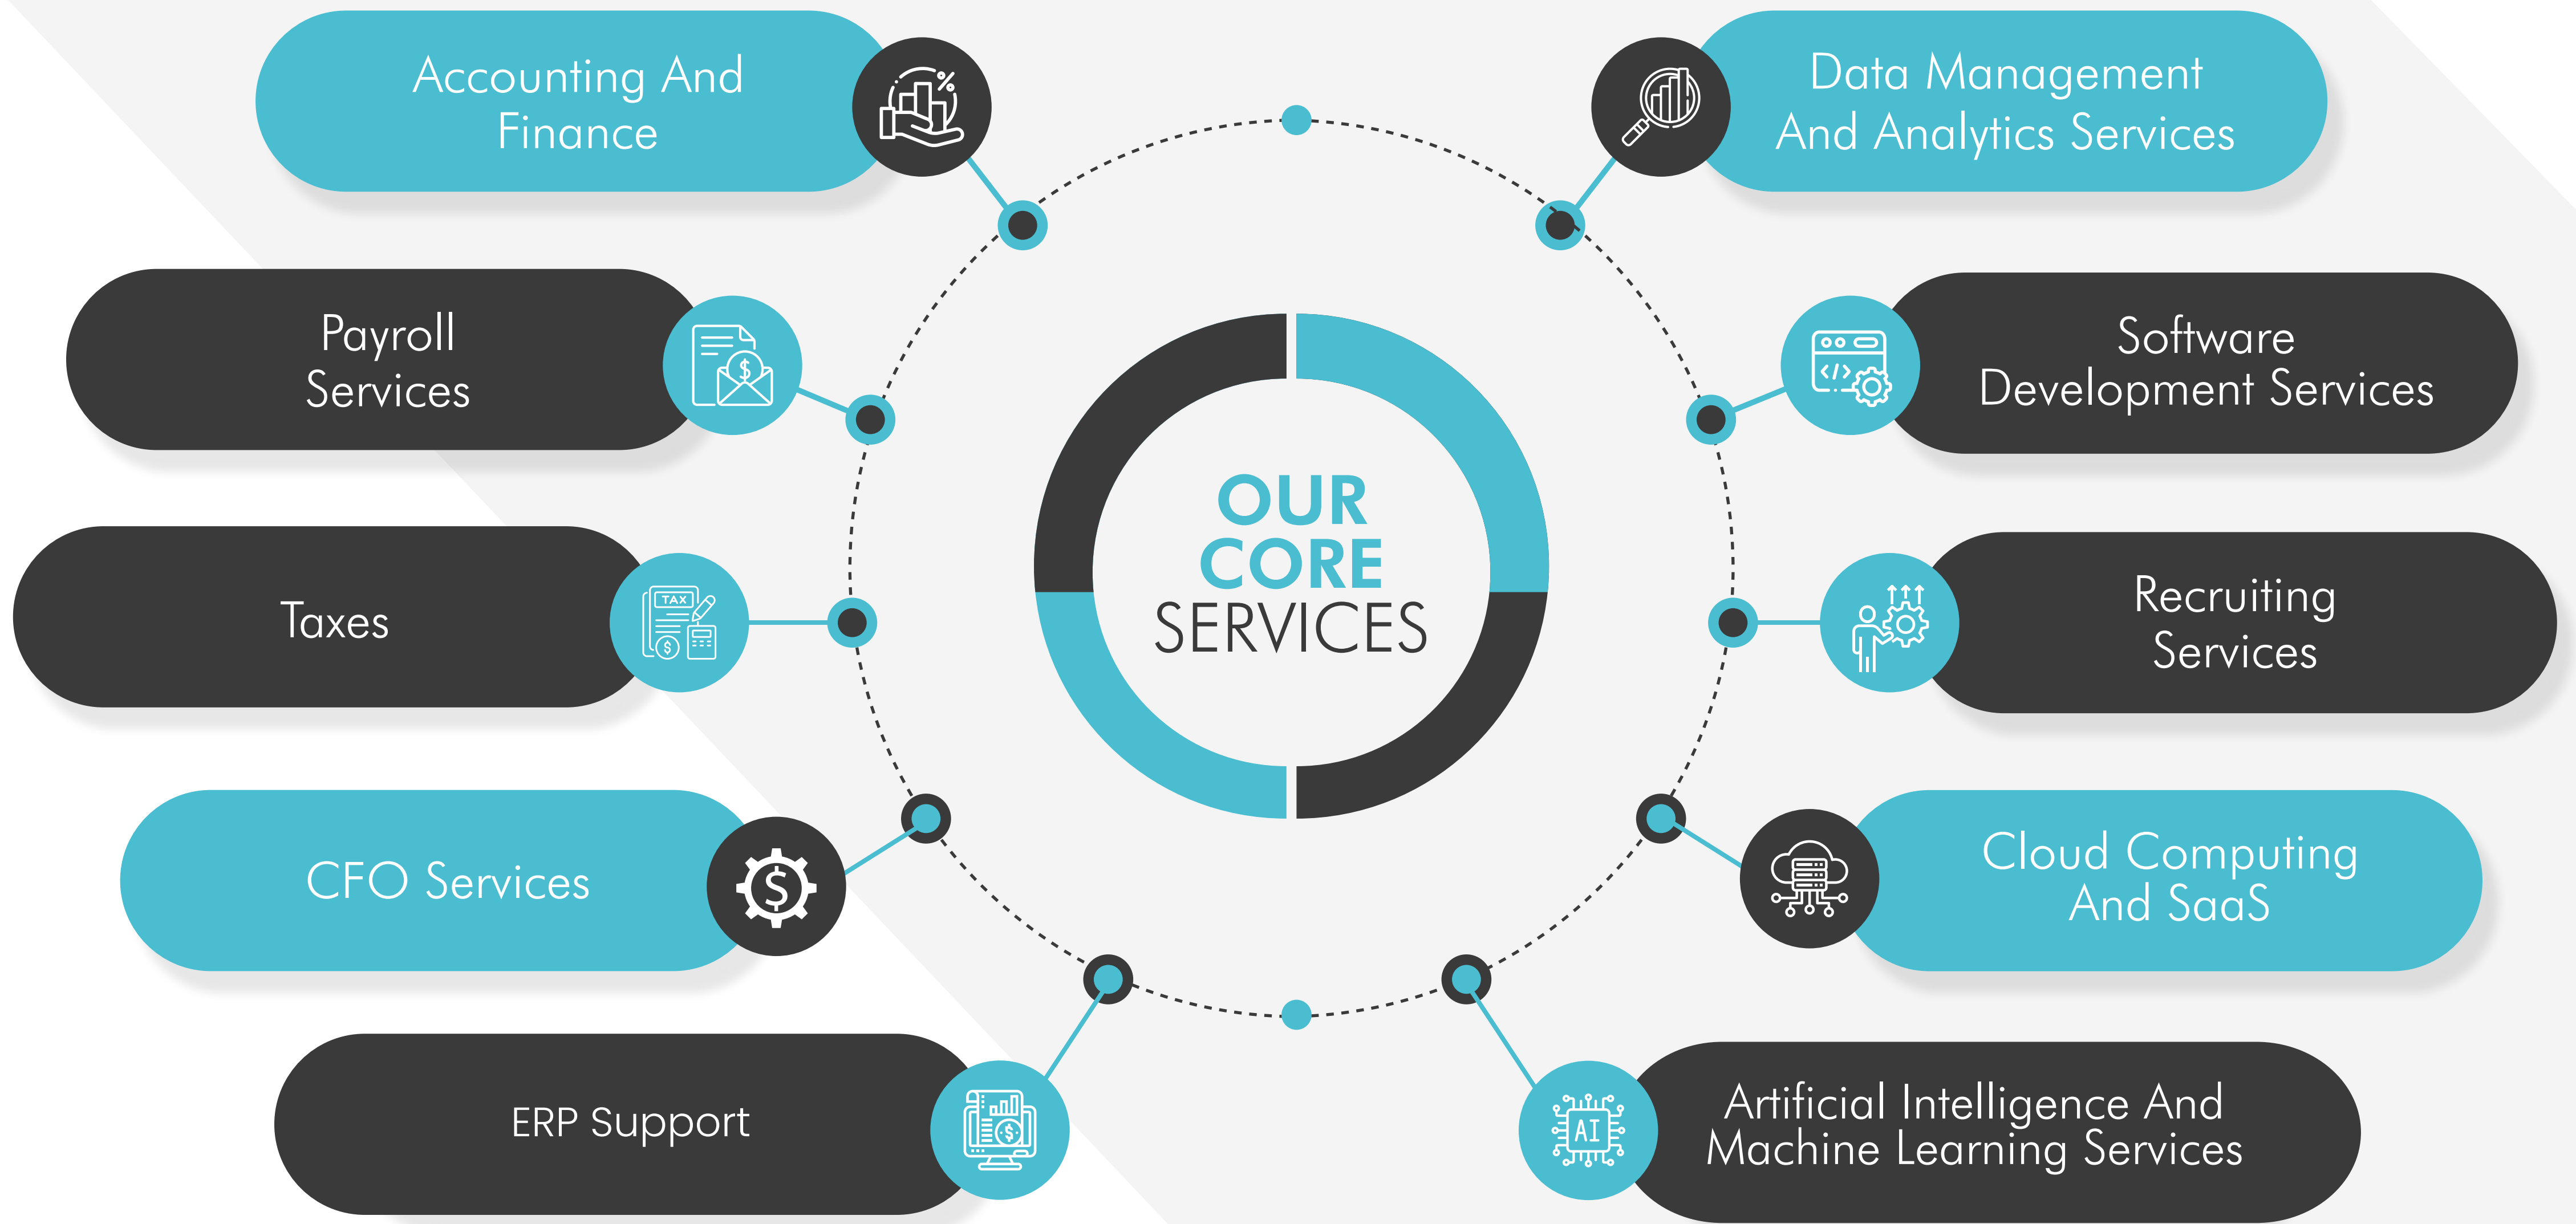 Accounting And
Finance
Payroll
Services
Taxes
TAX
CFO Services
ERP Support
OUR
CORE
SERVICES
Data Management
And Analytics Services
Software
Development Services
Recruiting
Services
Cloud Computing
And SaaS
AI
Artificial Intelligence And
Machine Learning Services